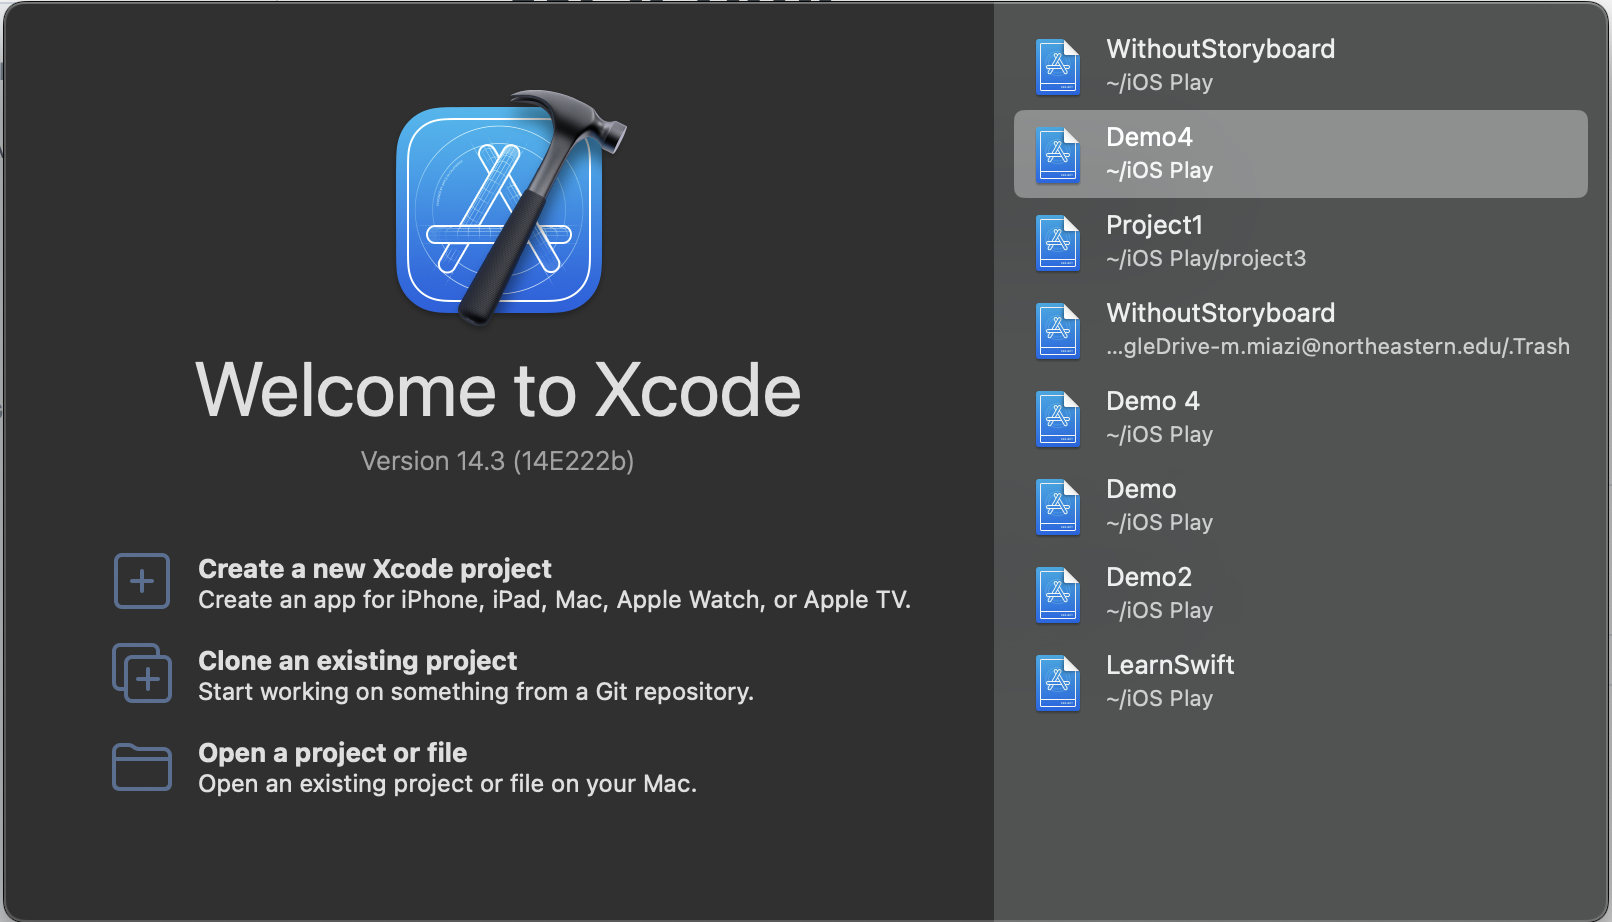 Welcome to Xcode
Version 14.3 (14E222b)
Create a new Xcode project
Create an app for iPhone, iPad, Mac, Apple Watch, or Apple TV.
Clone an existing project
Start working on something from a Git repository.
Open a project or file
Open an existing project or file on your Mac.
WithoutStoryboard
~/iOS Play
Demo4
~/iOS Play
Project1
~/iOS Play/project3
WithoutStoryboard
...gleDrive-m.miazi@northeastern.edu/.Trash
Demo 4
~/iOS Play
Demo
~/iOS Play
Demo2
~/iOS Play
LearnSwift
~/iOS Play